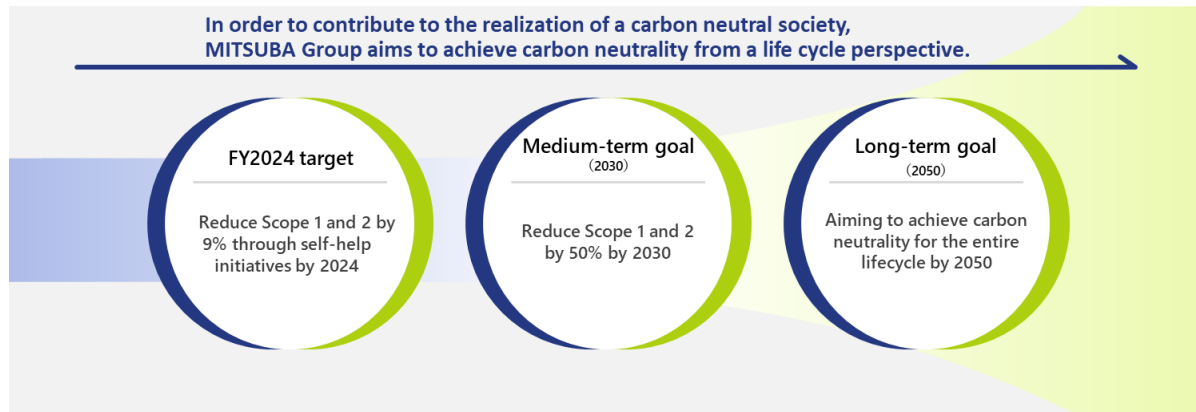 In order to contribute to the realization of a carbon neutral society,
MITSUBA Group aims to achieve carbon neutrality from a life cycle perspective.
FY2024 target
Reduce Scope 1 and 2 by
9% through self-help
initiatives by 2024
Medium-term goal
(2030)
Reduce Scope 1 and 2
by 50% by 2030
Long-term goal
(2050)
Aiming to achieve carbon
neutrality for the entire
lifecycle by 2050